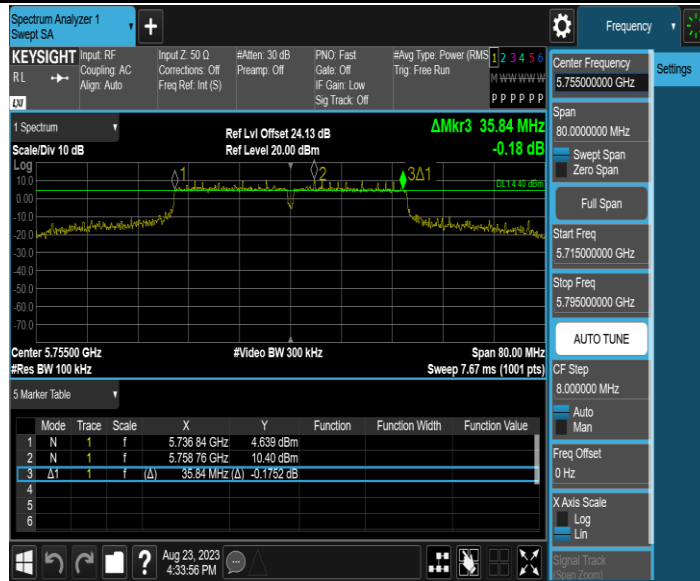 Spectrum Analyzer 1
Swept SA
Frequency
KEYSIGHT
Input: RF
Coupling: AC
Align: Auto
RL
LXI
Input Z: 50 Ω
Corrections: Off
Freq Ref: Int (S)
#Atten: 30 dB
Preamp: Off
PNO: Fast
Gate: Off
IF Gain: Low
Sig Track: Off
#Avg Type: Power (RMS
Trig: Free Run
1 2 3 4 5 6
M W W W W W
P P P P P P
Center Frequency
5.755000000 GHz
Settings
Span
80.0000000 MHz
Swept Span
Zero Span
Full Span
Start Freq
5.715000000 GHz
Stop Freq
5.795000000 GHz
AUTO TUNE
CF Step
8.000000 MHz
Auto
Man
Freq Offset
0 Hz
X Axis Scale
Log
Lin
Signal Track
(Span Zoom)
1 Spectrum
Scale/Div 10 dB
Ref Lvl Offset 24.13 dB
Ref Level 20.00 dBm
ΔMkr3 35.84 MHz
-0.18 dB
Log
10.0
0.00
-10.0
-20.0
-30.0
-40.0
-50.0
-60.0
-70.0
1
2
3Δ1
DL1 4.40 dBm
Center 5.75500 GHz
#Res BW 100 kHz
#Video BW 300 kHz
Span 80.00 MHz
Sweep 7.67 ms (1001 pts)
5 Marker Table
Mode Trace Scale X Y Function Function Width Function Value
1 N 1 f 5.736 84 GHz 4.639 dBm
2 N 1 f 5.758 76 GHz 10.40 dBm
3 Δ1 1 f (Δ) 35.84 MHz (Δ) -0.1752 dB
4
5
6
?
Aug 23, 2023
4:33:56 PM